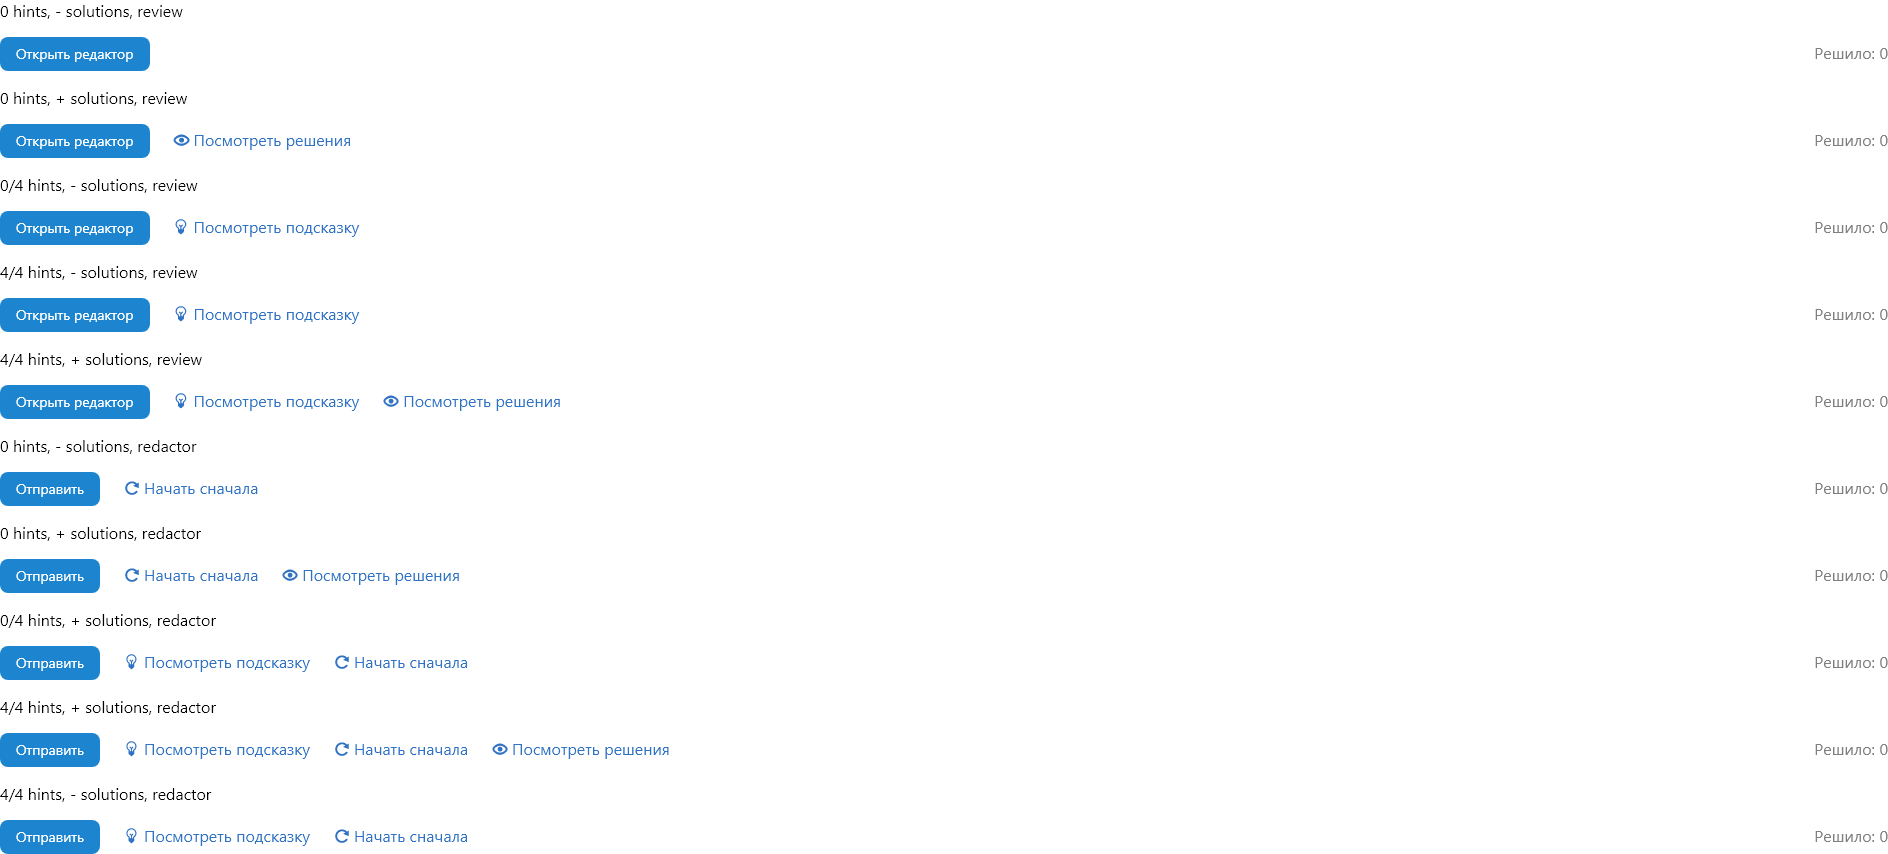 0 hints, - solutions, review
Открыть редактор Решило: 0
0 hints, + solutions, review
Открыть редактор Посмотреть решения Решило: 0
0/4 hints, - solutions, review
Открыть редактор Посмотреть подсказку Решило: 0
4/4 hints, - solutions, review
Открыть редактор Посмотреть подсказку Решило: 0
4/4 hints, + solutions, review
Открыть редактор Посмотреть подсказку Посмотреть решения Решило: 0
0 hints, - solutions, redactor
Отправить Начать сначала Решило: 0
0 hints, + solutions, redactor
Отправить Начать сначала Посмотреть решения Решило: 0
0/4 hints, + solutions, redactor
Отправить Посмотреть подсказку Начать сначала Решило: 0
4/4 hints, + solutions, redactor
Отправить Посмотреть подсказку Начать сначала Посмотреть решения Решило: 0
4/4 hints, - solutions, redactor
Отправить Посмотреть подсказку Начать сначала Решило: 0